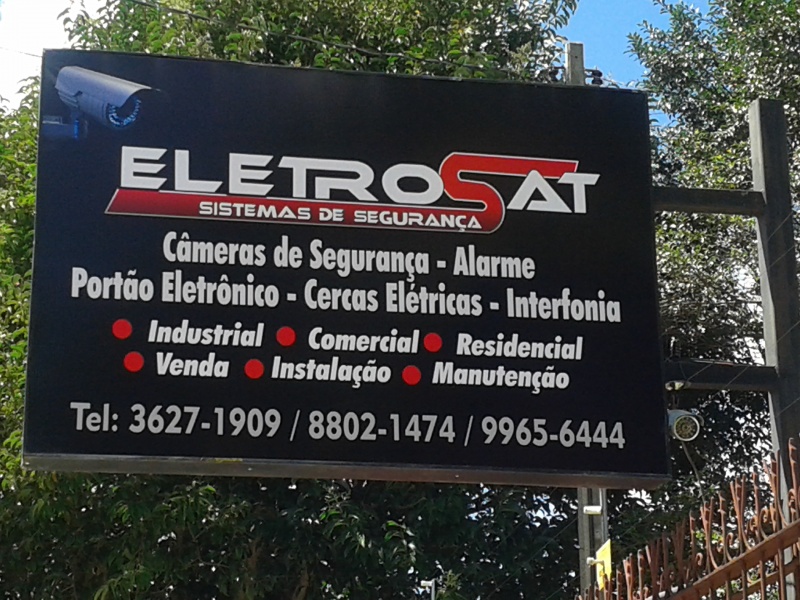 ELETROSAT
SISTEMAS DE SEGURANÇA
Câmeras de Segurança - Alarme
Portão Eletrônico - Cercas Elétricas - Interfonia
Industrial Comercial Residencial
Venda Instalação Manutenção
Tel: 3627-1909 / 8802-1474 / 9965-6444